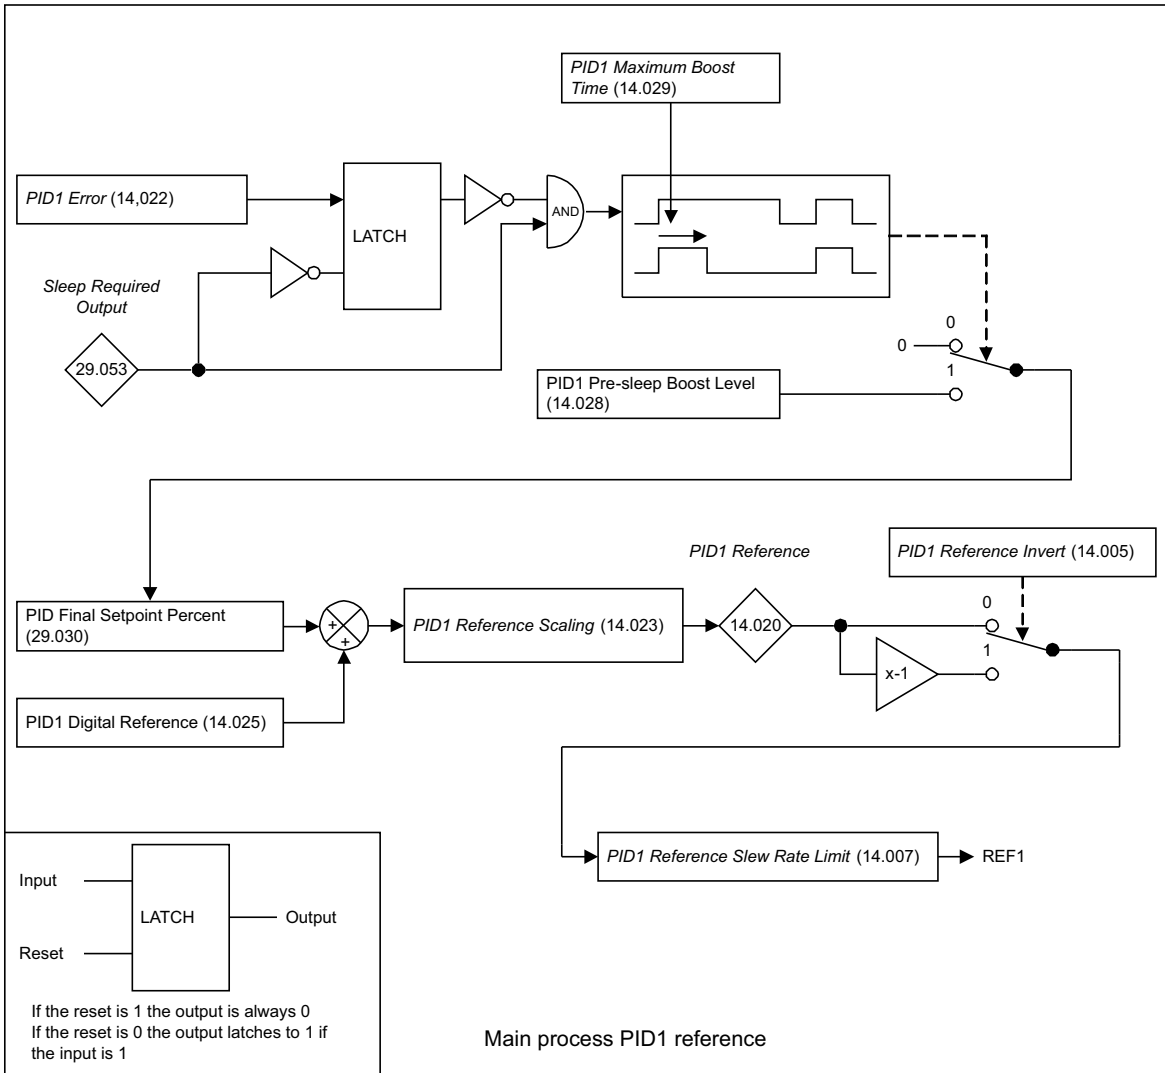 PID1 Maximum Boost
Time (14.029)
PID1 Error (14,022)
LATCH
AND
Sleep Required
Output
29.053
0
0
1
PID1 Pre-sleep Boost Level
(14.028)
PID1 Reference
PID1 Reference Invert (14.005)
PID Final Setpoint Percent
(29.030)
+
+
PID1 Reference Scaling (14.023)
14.020
0
1
x-1
PID1 Digital Reference (14.025)
PID1 Reference Slew Rate Limit (14.007)
REF1
Input
LATCH
Output
Reset
If the reset is 1 the output is always 0
If the reset is 0 the output latches to 1 if
the input is 1
Main process PID1 reference